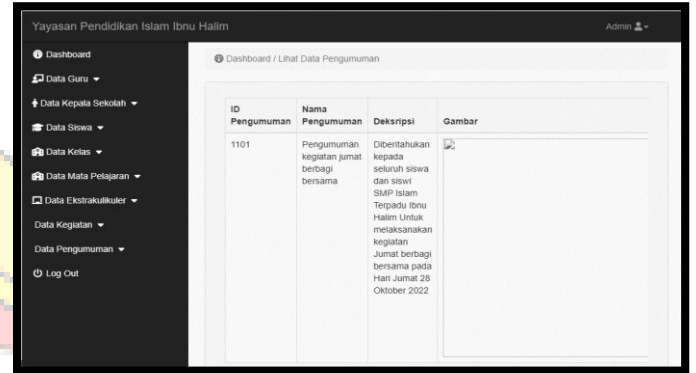 Yayasan Pendidikan Islam Ibnu Halim
Admin
Dashboard
Data Guru
Data Kepala Sekolah
Data Siswa
Data Kelas
Data Mata Pelajaran
Data Ekstrakulikuler
Data Kegiatan
Data Pengumuman
Log Out
Dashboard / Lihat Data Pengumuman
ID Pengumuman
Nama Pengumuman
Deksripsi
Gambar
1101
Pengumuman
kegiatan jumat
berbagi
bersama
Diberitahukan
kepada
seluruh siswa
dan siswi
SMP Islam
Terpadu Ibnu
Halim Untuk
melaksanakan
kegiatan
Jumat berbagi
bersama pada
Hari Jumat 28
Oktober 2022